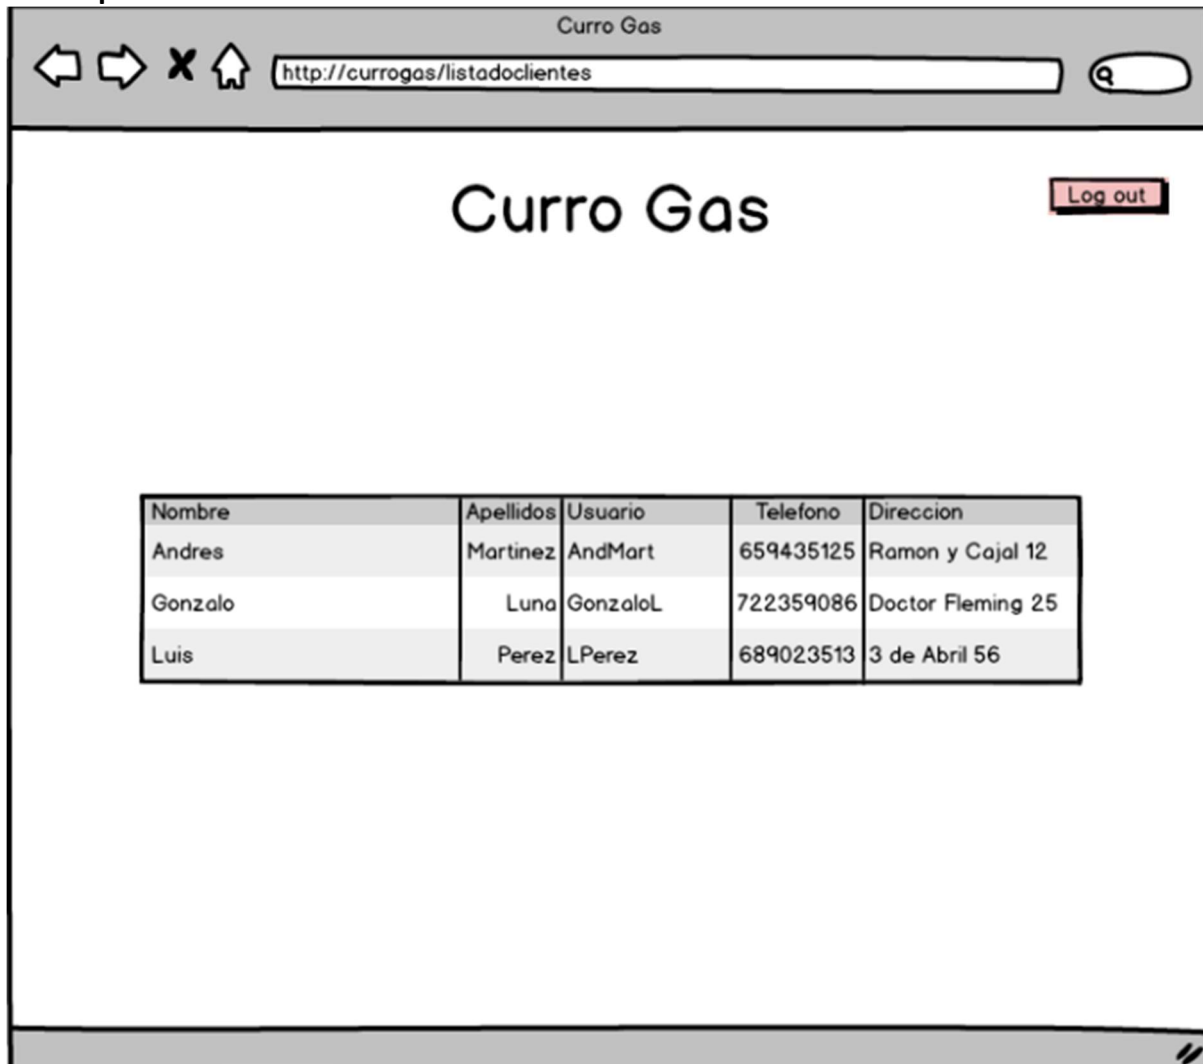 Curro Gas
http://currogas/listadoclientes
Curro Gas
Log out
Nombre Apellidos Usuario Telefono Direccion
Andres Martinez AndMart 659435125 Ramon y Cajal 12
Gonzalo Luna GonzaloL 722359086 Doctor Fleming 25
Luis Perez LPerez 689023513 3 de Abril 56